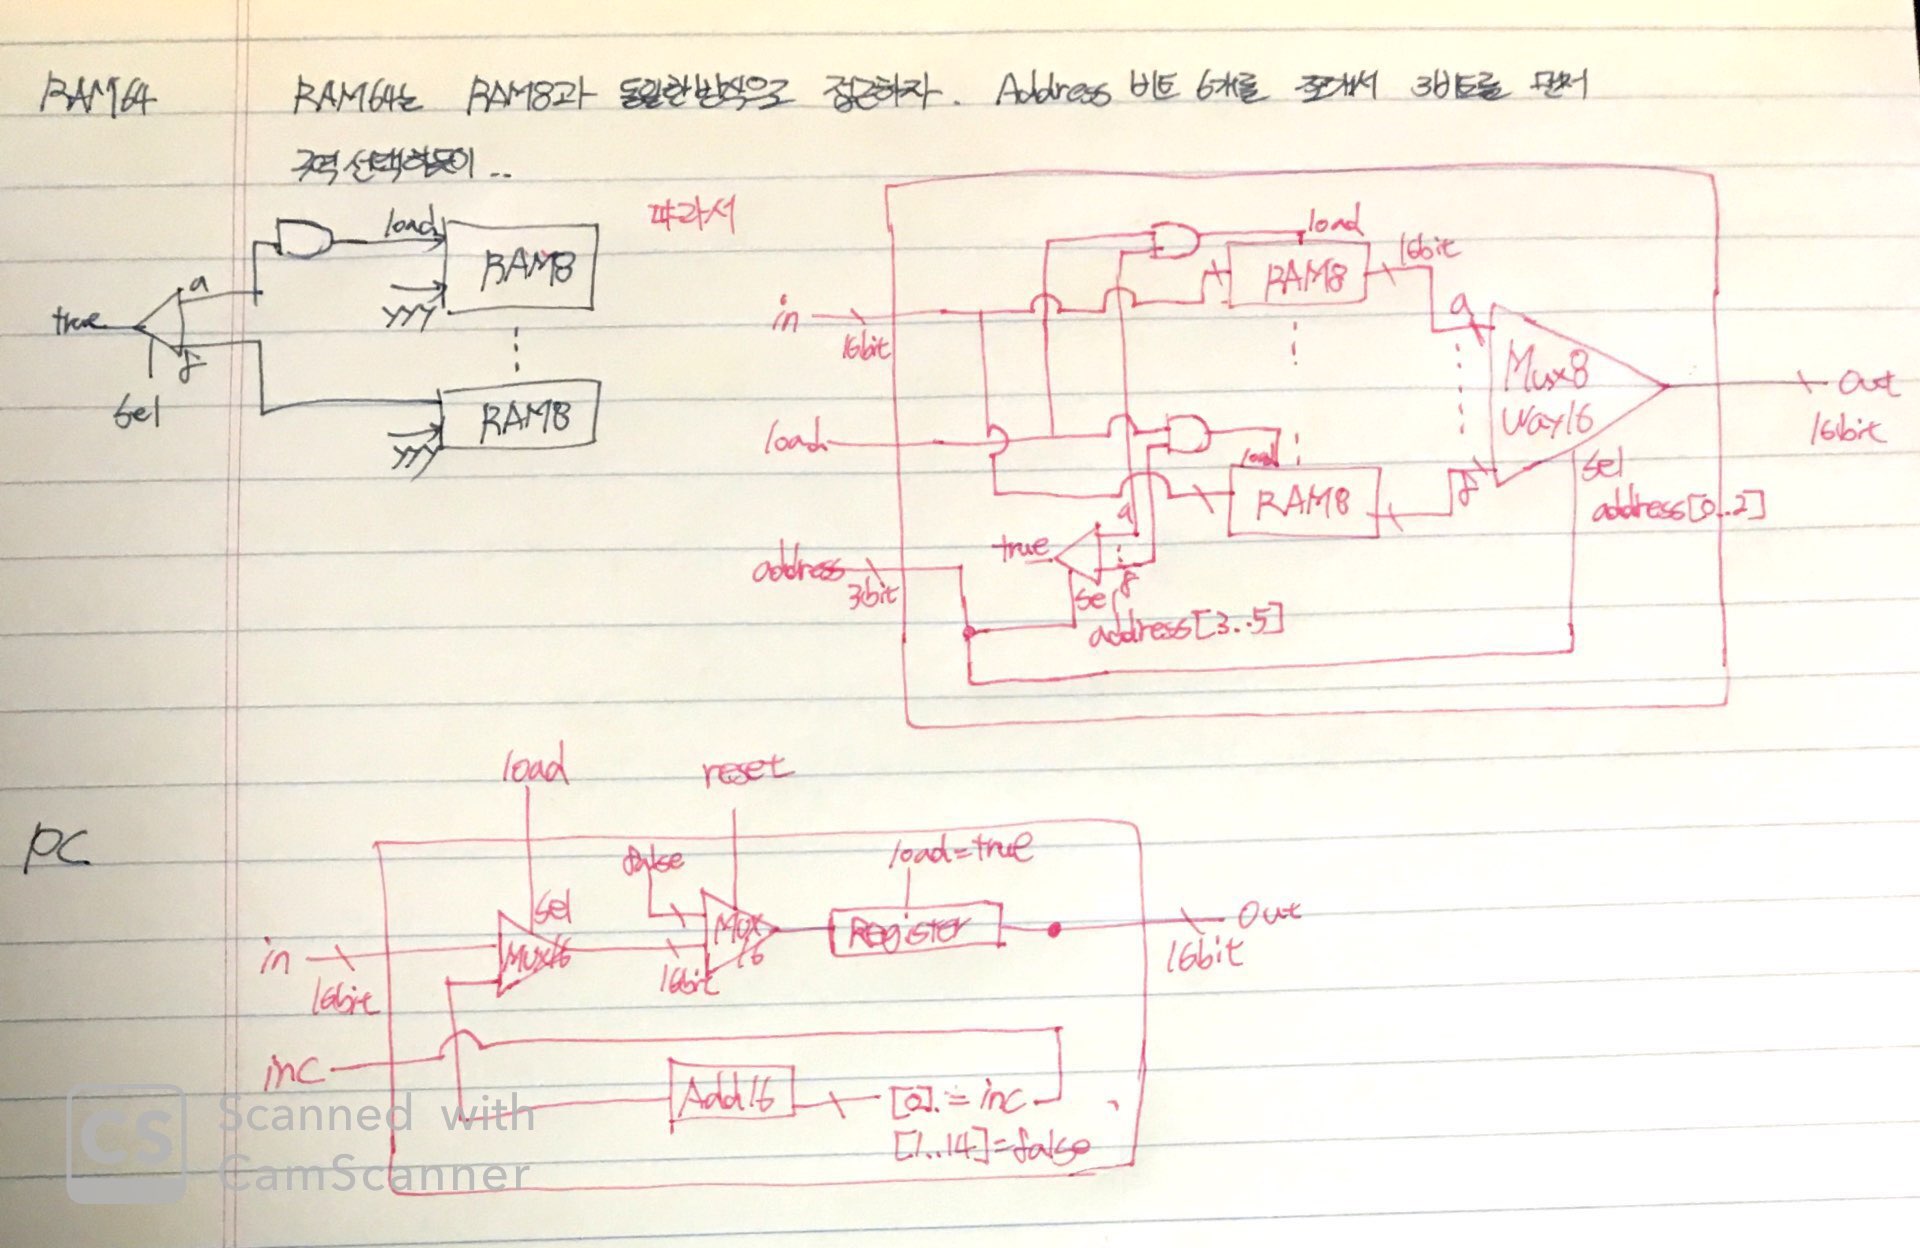 RAM64
RAM64는 RAM8과 동일한 방식으로 접근하자. Address 비트 6개를 쪼개서 3비트를 먼저
구역 선택하듯이..
load
RAM8
a
true
f
sel
RAM8
따라서
load
RAM8
16bit
in
16bit
a
Mux8
way16
out
16bit
load
load
RAM8
f
sel
address[0..2]
a
true
address
3bit
sel
f
address[3..5]
PC
load
reset
false
load=true
sel
in
16bit
Mux16
16bit
Mux
16
Register
out
16bit
inc
Add16
[0].=inc
[1..14]=false
CS
Scanned with
CamScanner